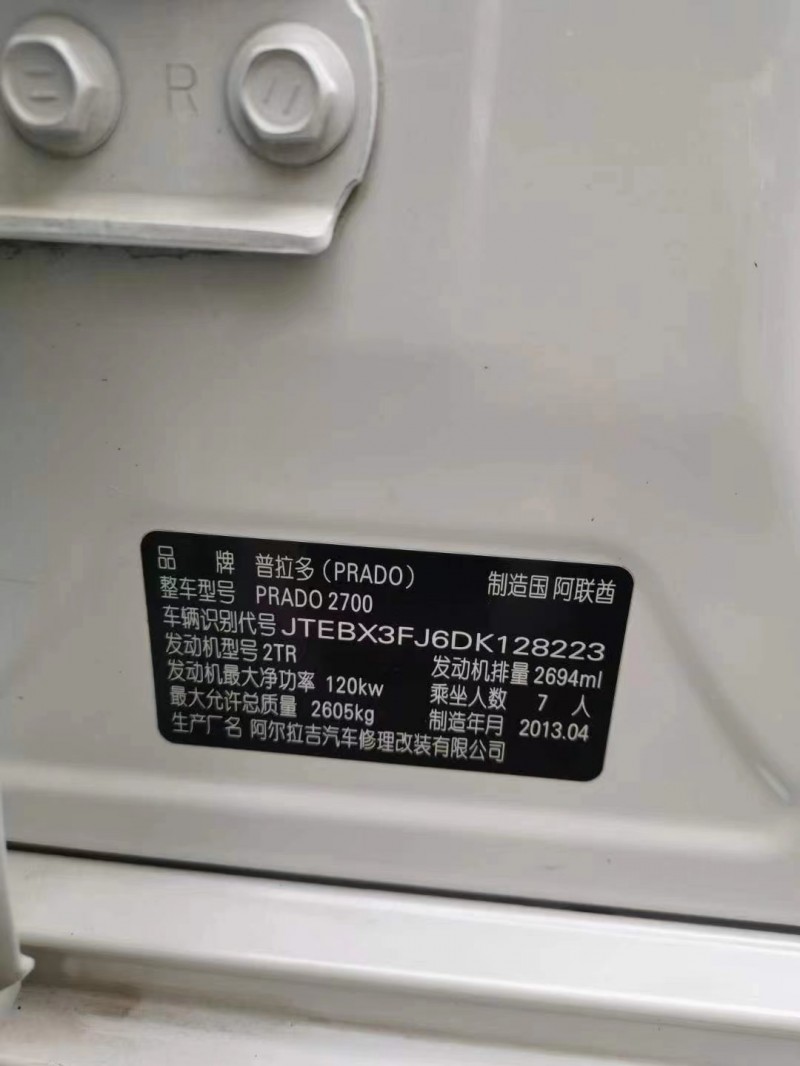 R
品 牌 普拉多(PRADO) 制造国 阿联酋
整车型号 PRADO 2700
车辆识别代号 JTEBX3FJ6DK128223
发动机型号 2TR 发动机排量 2694ml
发动机最大净功率 120kw 乘坐人数 7 人
最大允许总质量 2605kg 制造年月 2013.04
生产厂名 阿尔拉吉汽车修理改装有限公司